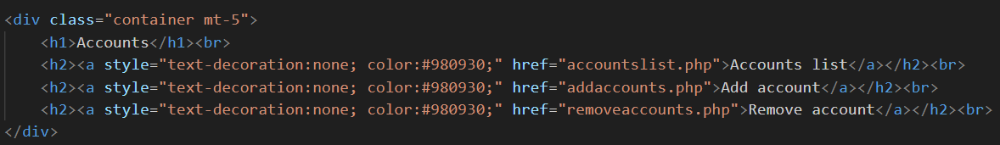 <div class="container mt-5">
    <h1>Accounts</h1><br>
    <h2><a style="text-decoration:none; color:#980930;" href="accountslist.php">Accounts list</a></h2><br>
    <h2><a style="text-decoration:none; color:#980930;" href="addaccounts.php">Add account</a></h2><br>
    <h2><a style="text-decoration:none; color:#980930;" href="removeaccounts.php">Remove account</a></h2><br>
</div>